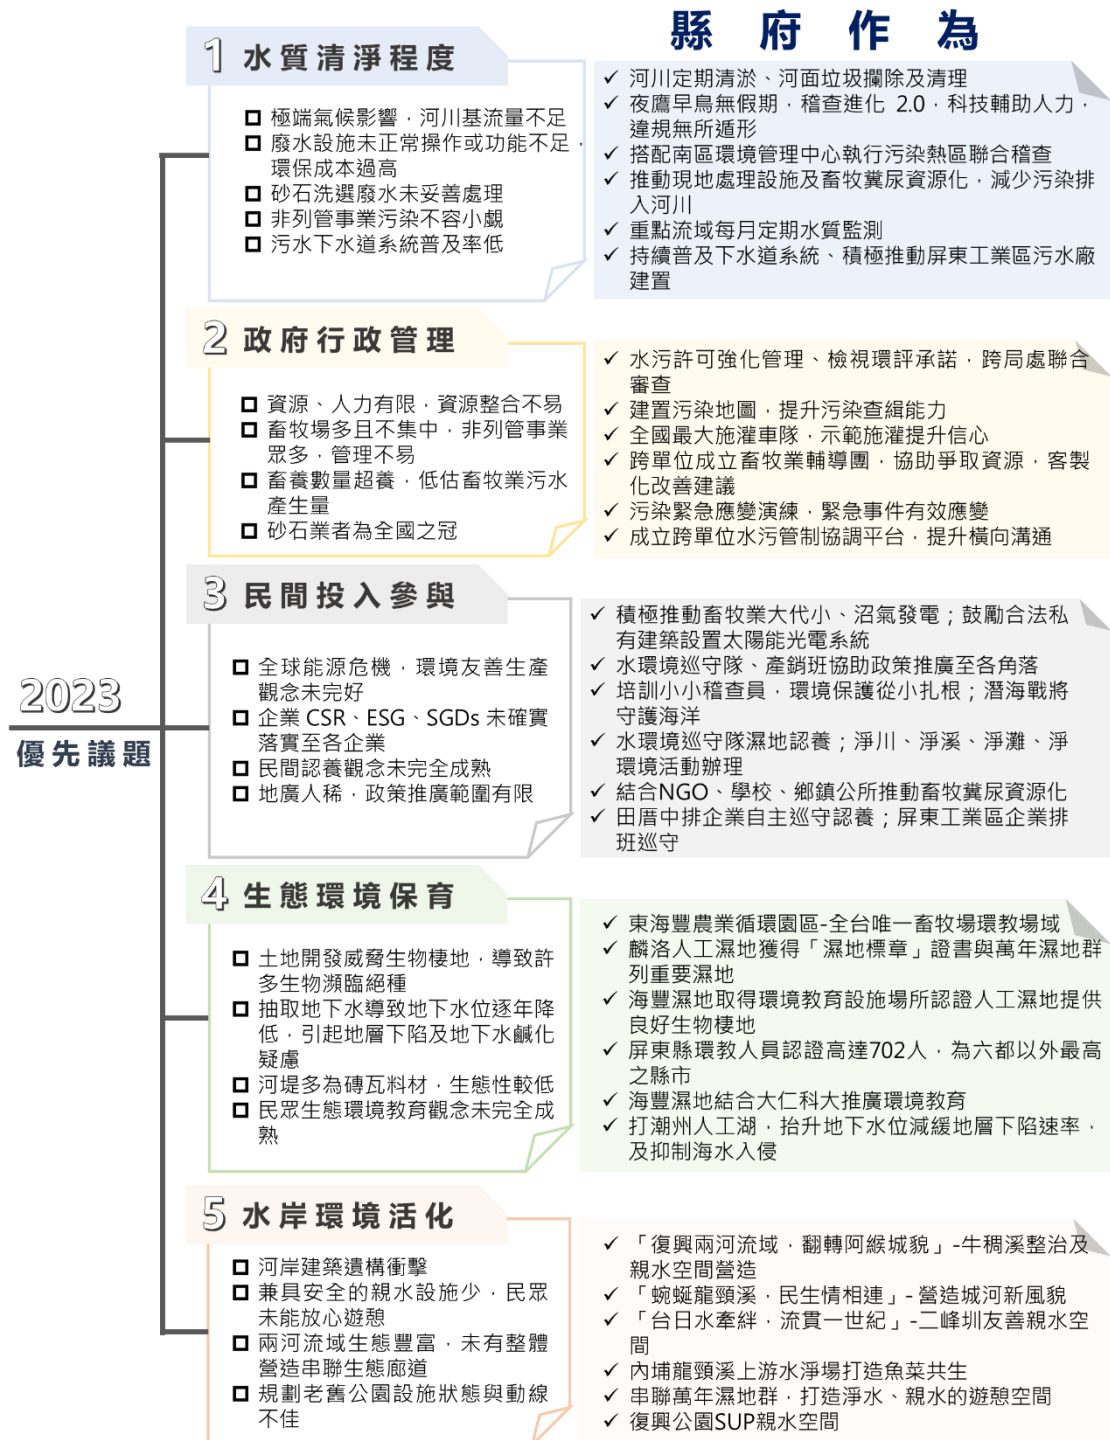 縣府作為
1 水質清淨程度
極端氣候影響，河川基流量不足
廢水設施未正常操作或功能不足，
環保成本過高
砂石洗選廢水未妥善處理
非列管事業污染不容小覷
污水下水道系統普及率低
✓ 河川定期清淤、河面垃圾攔除及清理
✓ 夜鷹早鳥無假期，稽查進化 2.0，科技輔助人力，
違規無所遁形
✓ 搭配南區環境管理中心執行污染熱區聯合稽查
✓ 推動現地處理設施及畜牧糞尿資源化，減少污染排
入河川
✓ 重點流域每月定期水質監測
✓ 持續普及下水道系統、積極推動屏東工業區污水廠
建置
2 政府行政管理
資源、人力有限，資源整合不易
畜牧場多且不集中，非列管事業
眾多，管理不易
畜養數量超養，低估畜牧業污水
產生量
砂石業者為全國之冠
✓ 水污許可強化管理、檢視環評承諾，跨局處聯合
審查
✓ 建置污染地圖，提升污染查緝能力
✓ 全國最大施灌車隊，示範施灌提升信心
✓ 跨單位成立畜牧業輔導團，協助爭取資源，客製
化改善建議
✓ 污染緊急應變演練，緊急事件有效應變
✓ 成立跨單位水污管制協調平台，提升橫向溝通
2023
優先議題
3 民間投入參與
全球能源危機，環境友善生產
觀念未完好
企業 CSR、ESG、SGDs 未確實
落實至各企業
民間認養觀念未完全成熟
地廣人稀，政策推廣範圍有限
✓ 積極推動畜牧業大代小、沼氣發電；鼓勵合法私
有建築設置太陽能光電系統
✓ 水環境巡守隊、產銷班協助政策推廣至各角落
✓ 培訓小小稽查員，環境保護從小扎根；潛海戰將
守護海洋
✓ 水環境巡守隊濕地認養；淨川、淨溪、淨灘、淨
環境活動辦理
✓ 結合NGO、學校、鄉鎮公所推動畜牧糞尿資源化
✓ 田厝中排企業自主巡守認養；屏東工業區企業排
班巡守
4 生態環境保育
土地開發威脅生物棲地，導致許
多生物瀕臨絕種
抽取地下水導致地下水位逐年降
低，引起地層下陷及地下水鹹化
疑慮
河堤多為磚瓦料材，生態性較低
民眾生態環境教育觀念未完全成
熟
✓ 東海豐農業循環園區-全台唯一畜牧場環教場域
✓ 麟洛人工濕地獲得「濕地標章」證書與萬年濕地群
列重要濕地
✓ 海豐濕地取得環境教育設施場所認證人工濕地提供
良好生物棲地
✓ 屏東縣環教人員認證高達702人，為六都以外最高
之縣市
✓ 海豐濕地結合大仁科大推廣環境教育
✓ 打潮州人工湖，抬升地下水位減緩地層下陷速率，
及抑制海水入侵
5 水岸環境活化
河岸建築遺構衝擊
兼具安全的親水設施少，民眾
未能放心遊憩
兩河流域生態豐富，未有整體
營造串聯生態廊道
規劃老舊公園設施狀態與動線
不佳
✓ 「復興兩河流域，翻轉阿緱城貌」-牛稠溪整治及
親水空間營造
✓ 「蜿蜒龍頸溪，民生情相連」- 營造城河新風貌
✓ 「台日水牽絆，流貫一世紀」-二峰圳友善親水空
間
✓ 內埔龍頸溪上游水淨場打造魚菜共生
✓ 串聯萬年濕地群，打造淨水、親水的遊憩空間
✓ 復興公園SUP親水空間